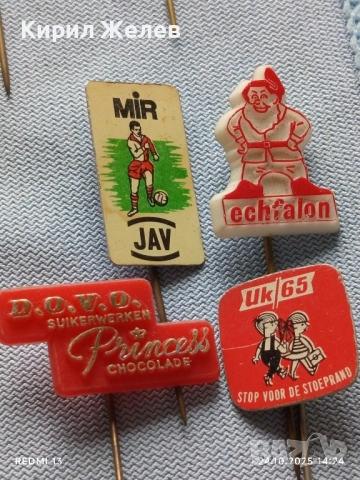 Кирил Желев
MiR
JAV
echfalon
D.O.V.O.
SUIKERWERKEN
Princess
CHOCOLADE
Uk 65
STOP VOOR DE STOEPRAND
REDMI 13
24.10.2025 14:24